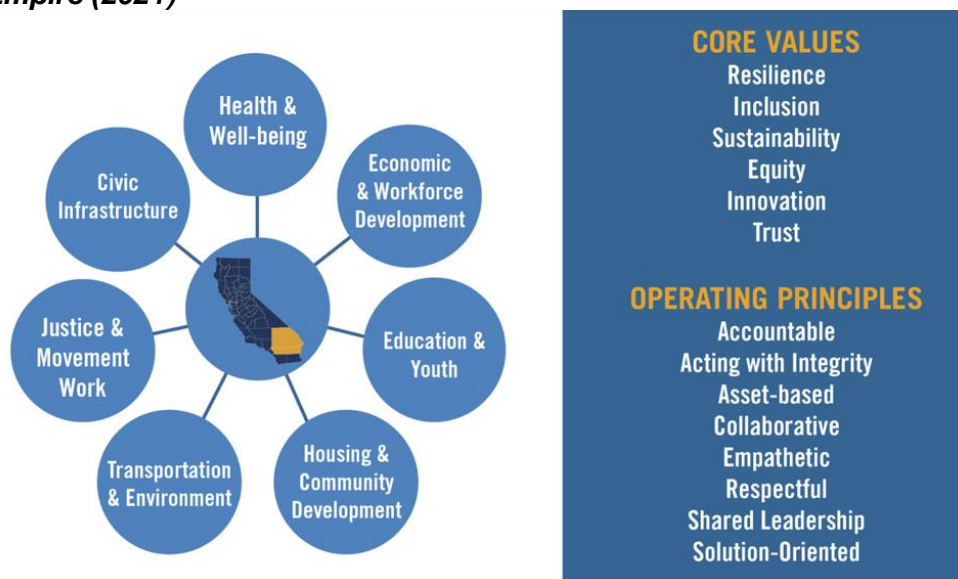 Empire (2021)
Health &
Well-being
Economic
& Workforce
Development
Education &
Youth
Housing &
Community
Development
Transportation
& Environment
Justice &
Movement
Work
Civic
Infrastructure
CORE VALUES
Resilience
Inclusion
Sustainability
Equity
Innovation
Trust
OPERATING PRINCIPLES
Accountable
Acting with Integrity
Asset-based
Collaborative
Empathetic
Respectful
Shared Leadership
Solution-Oriented